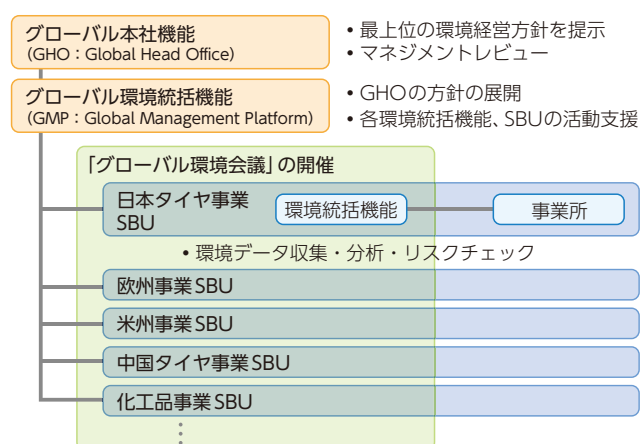 グローバル本社機能
(GHO：Global Head Office)
•最上位の環境経営方針を提示
•マネジメントレビュー
グローバル環境統括機能
(GMP：Global Management Platform)
•GHOの方針の展開
•各環境統括機能、SBUの活動支援
「グローバル環境会議」の開催
日本タイヤ事業
SBU
環境統括機能
事業所
•環境データ収集・分析・リスクチェック
欧州事業SBU
米州事業SBU
中国タイヤ事業SBU
化工品事業SBU